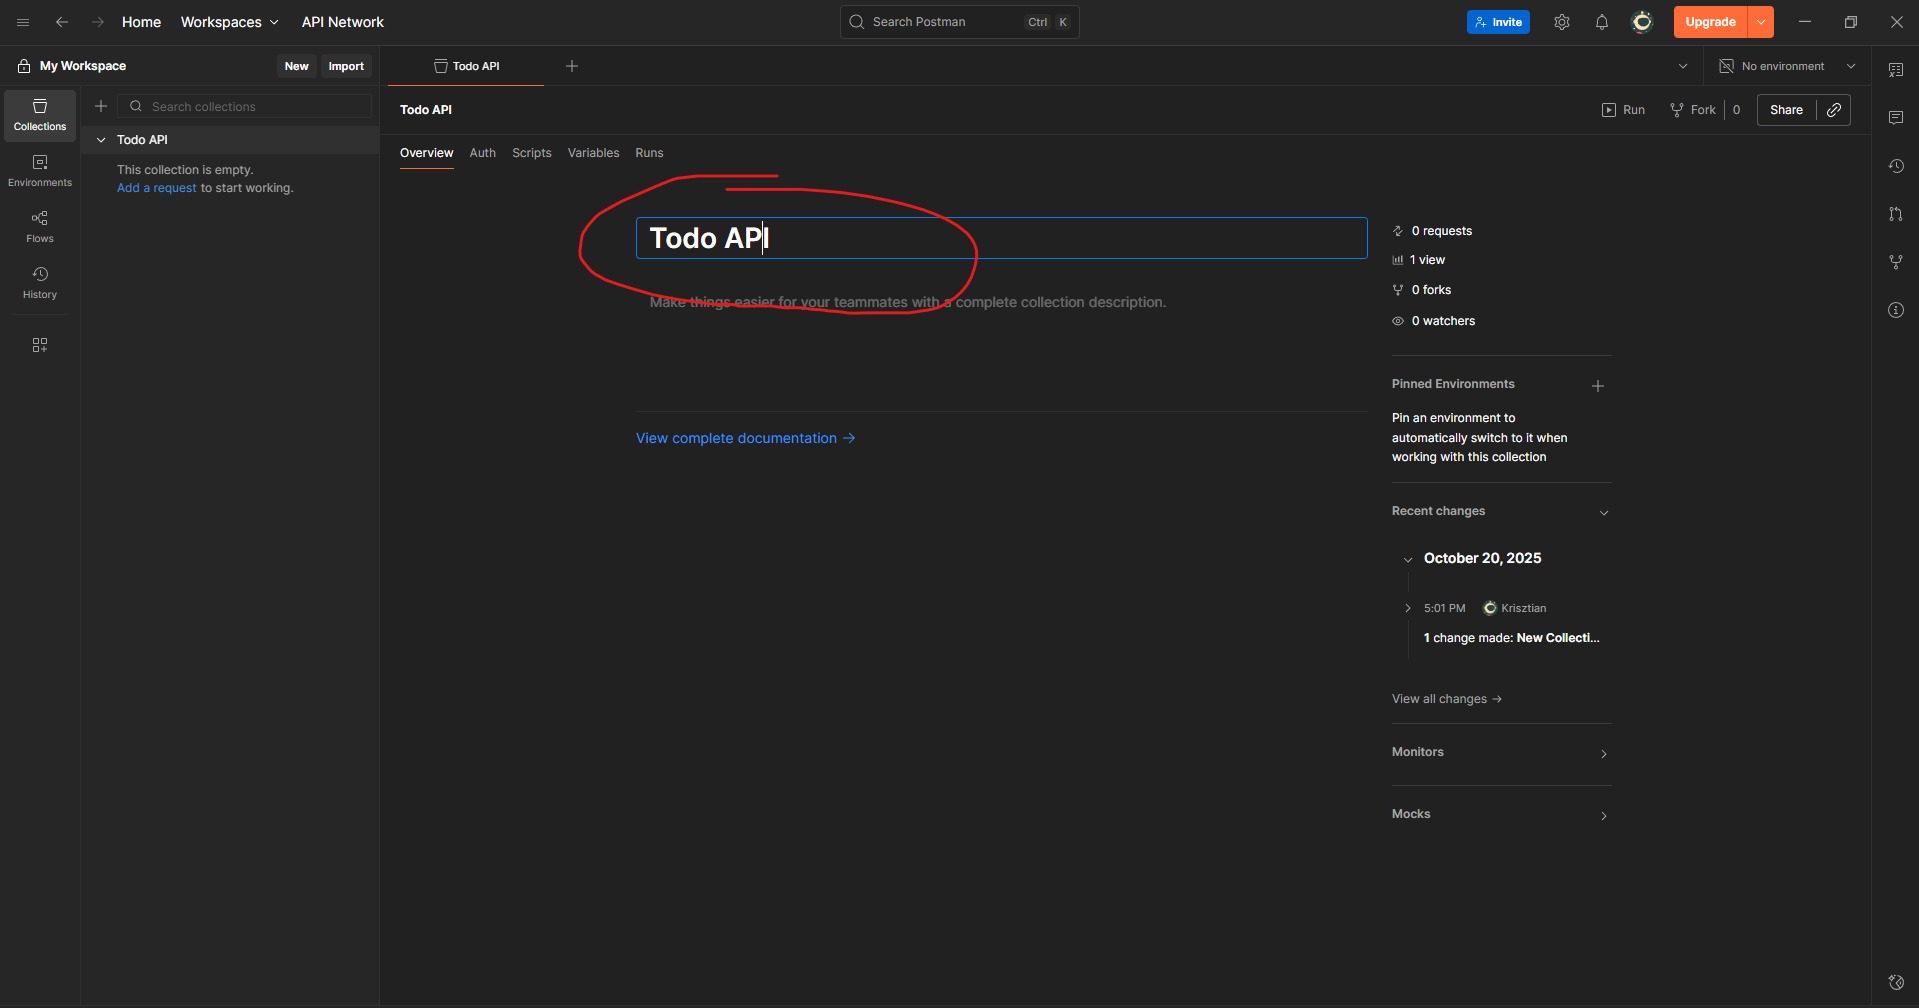 Home Workspaces API Network
Search Postman Ctrl K
Invite
Upgrade
My Workspace New Import
Todo API
No environment
Collections
Search collections
Todo API
This collection is empty.
Add a request to start working.
Environments
Flows
History
Todo API
Run Fork 0 Share
Overview Auth Scripts Variables Runs
Todo API
Make things easier for your teammates with a complete collection description.
View complete documentation →
0 requests
1 view
0 forks
0 watchers
Pinned Environments
Pin an environment to
automatically switch to it when
working with this collection
Recent changes
October 20, 2025
5:01 PM Krisztian
1 change made: New Collecti...
View all changes →
Monitors
Mocks